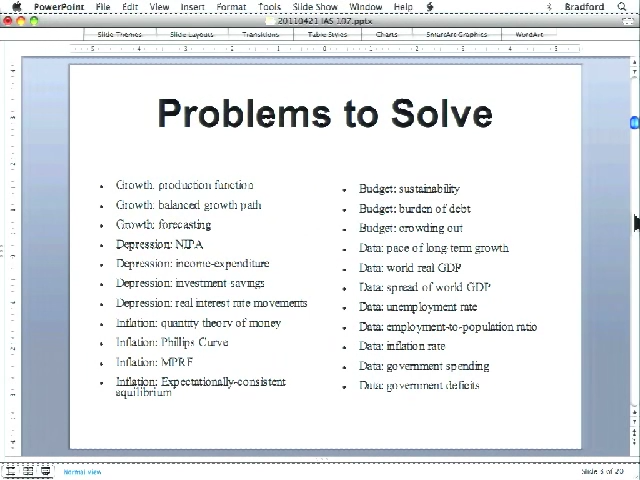 PowerPoint File Edit View Insert Format Tools Slide Show Window Help Bradford
20110421 IAS 107.pptx
Slide Themes Slide Layouts Transitions Table Styles Charts SmartArt Graphics WordArt
Problems to Solve
• Growth: production function
• Growth: balanced growth path
• Growth: forecasting
• Depression: NIPA
• Depression: income-expenditure
• Depression: investment savings
• Depression: real interest rate movements
• Inflation: quantity theory of money
• Inflation: Phillips Curve
• Inflation: MPRF
• Inflation: Expectationally-consistent
equilibrium
• Budget: sustainability
• Budget: burden of debt
• Budget: crowding out
• Data: pace of long-term growth
• Data: world real GDP
• Data: spread of world GDP
• Data: unemployment rate
• Data: employment-to-population ratio
• Data: inflation rate
• Data: government spending
• Data: government deficits
Normal View Slide 3 of 20